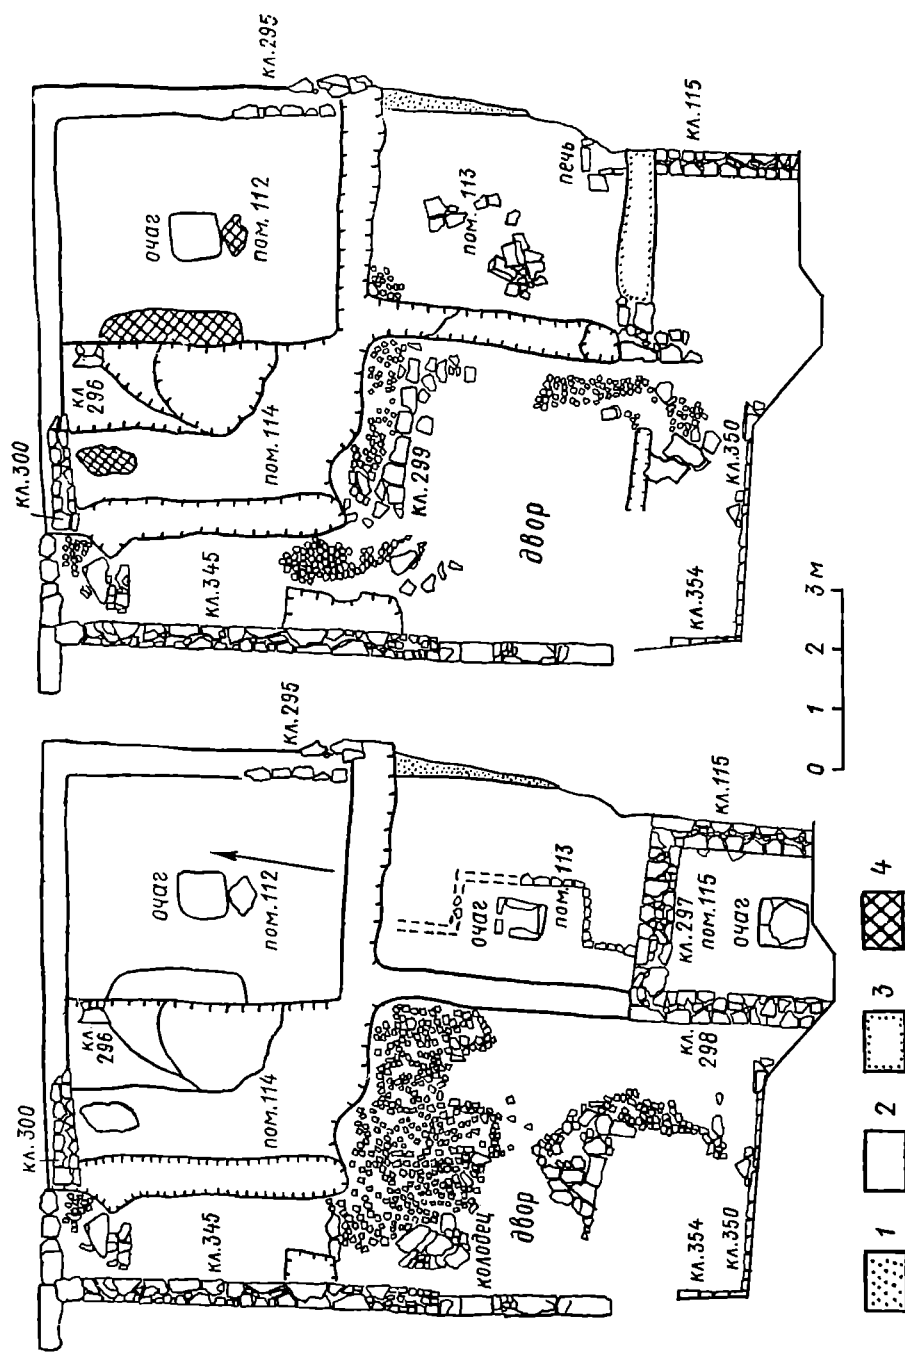 кл.300
кл.
296
очаг
пом.112
кл.295
пом.114
кл.345
кл.299
пом. 113
печь
кл.115
двор
кл.350
кл.354
кл.300
кл.
296
очаг
пом.112
кл.295
пом.114
кл.345
колодец
двор
очаг
пом. 113
кл.297
пом.115
очаг
кл.115
кл.
298
кл.354
кл.350
0 1 2 3 м
1 2 3 4